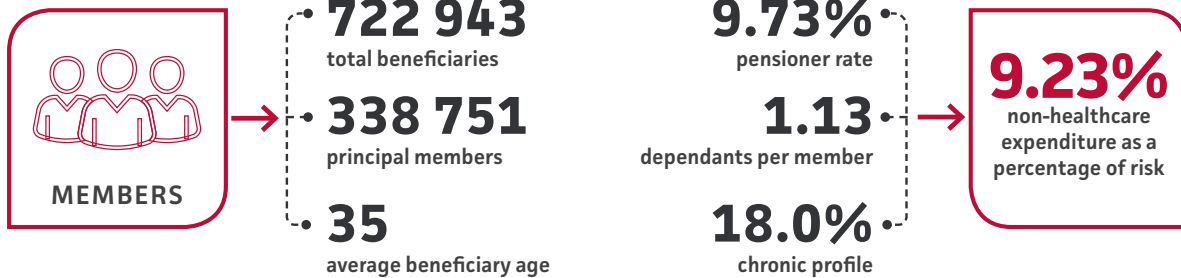 MEMBERS
722 943
total beneficiaries
338 751
principal members
35
average beneficiary age
9.73%
pensioner rate
1.13
dependants per member
18.0%
chronic profile
9.23%
non-healthcare
expenditure as a
percentage of risk